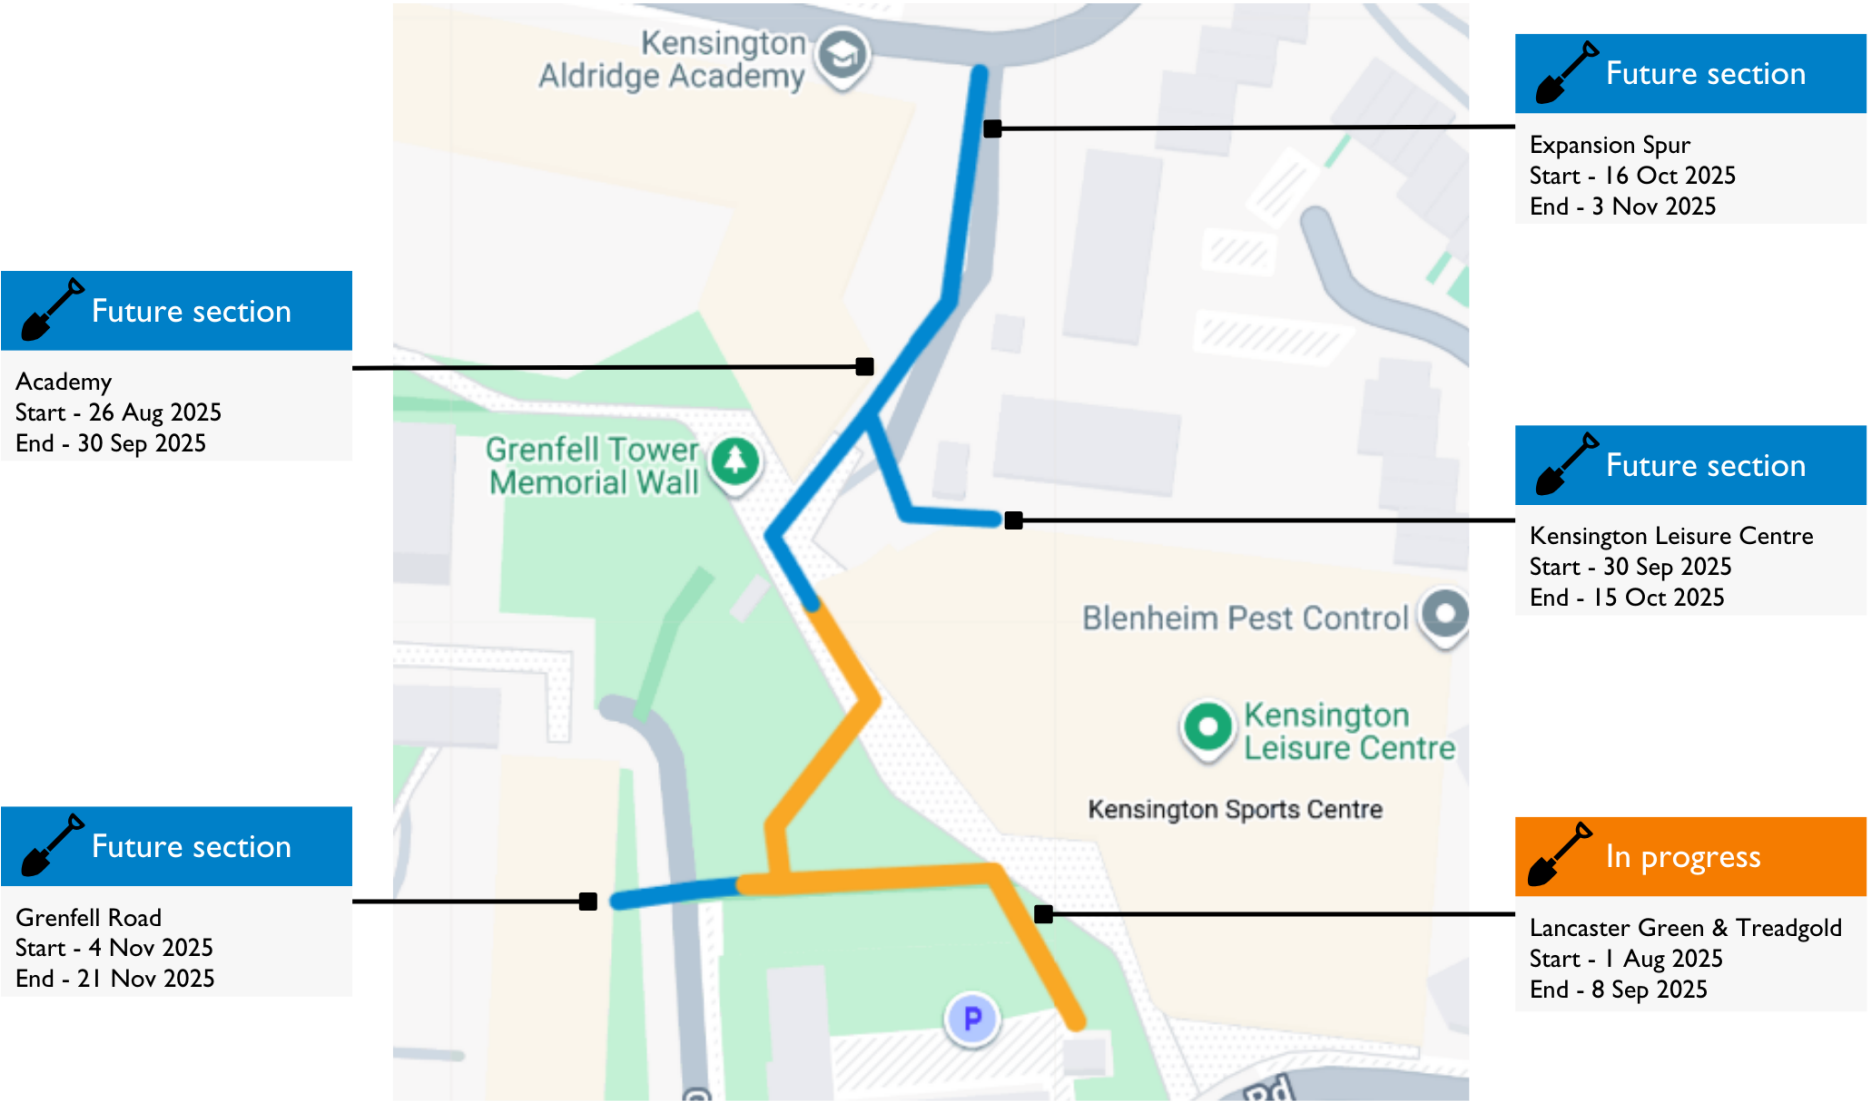 Kensington
Aldridge Academy
Future section
Expansion Spur
Start - 16 Oct 2025
End - 3 Nov 2025
Future section
Academy
Start - 26 Aug 2025
End - 30 Sep 2025
Grenfell Tower
Memorial Wall
Future section
Kensington Leisure Centre
Start - 30 Sep 2025
End - 15 Oct 2025
Blenheim Pest Control
Kensington
Leisure Centre
Kensington Sports Centre
Future section
Grenfell Road
Start - 4 Nov 2025
End - 21 Nov 2025
In progress
Lancaster Green & Treadgold
Start - 1 Aug 2025
End - 8 Sep 2025
P
Rd